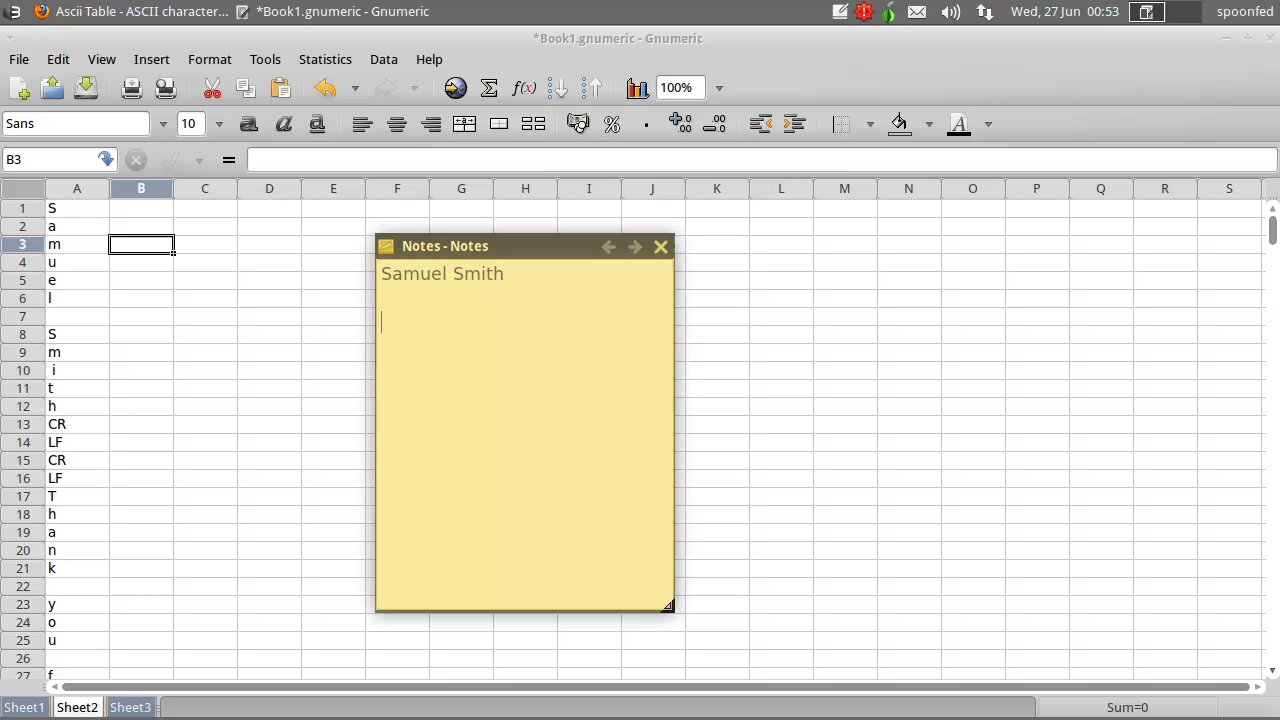 Ascii Table - ASCII character... *Book1.gnumeric - Gnumeric Wed, 27 Jun 00:53 spoonfed
*Book1.gnumeric - Gnumeric
File Edit View Insert Format Tools Statistics Data Help
Σ f(x) 100%
Sans 10 a a a % .00 .00 A
B3 =
A B C D E F G H I J K L M N O P Q R S
1 S
2 a
3 m
4 u
5 e
6 l
7
8 S
9 m
10 i
11 t
12 h
13 CR
14 LF
15 CR
16 LF
17 T
18 h
19 a
20 n
21 k
22
23 y
24 o
25 u
26
27 f
Notes - Notes
Samuel Smith
Sheet1 Sheet2 Sheet3 Sum=0